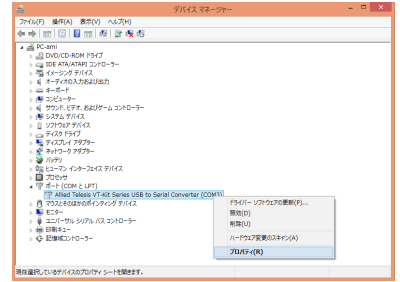 デバイス マネージャー
ファイル(F) 操作(A) 表示(V) ヘルプ(H)
PC-ami
DVD/CD-ROM ドライブ
IDE ATA/ATAPI コントローラー
イメージング デバイス
オーディオの入力および出力
キーボード
コンピューター
サウンド、ビデオ、およびゲーム コントローラー
システム デバイス
ソフトウェア デバイス
ディスク ドライブ
ディスプレイ アダプター
ネットワーク アダプター
バッテリ
ヒューマン インターフェイス デバイス
プロセッサ
ポート (COM と LPT)
Allied Telesis VT-Kit Series USB to Serial Converter
マウスとそのほかのポインティング デバイス
モニター
ユニバーサル シリアル バス コントローラー
印刷キュー
記憶域コントローラー
ドライバー ソフトウェアの更新(P)...
無効(D)
削除(U)
ハードウェア変更のスキャン(A)
プロパティ(R)
現在選択しているデバイスのプロパティ シートを開きます。